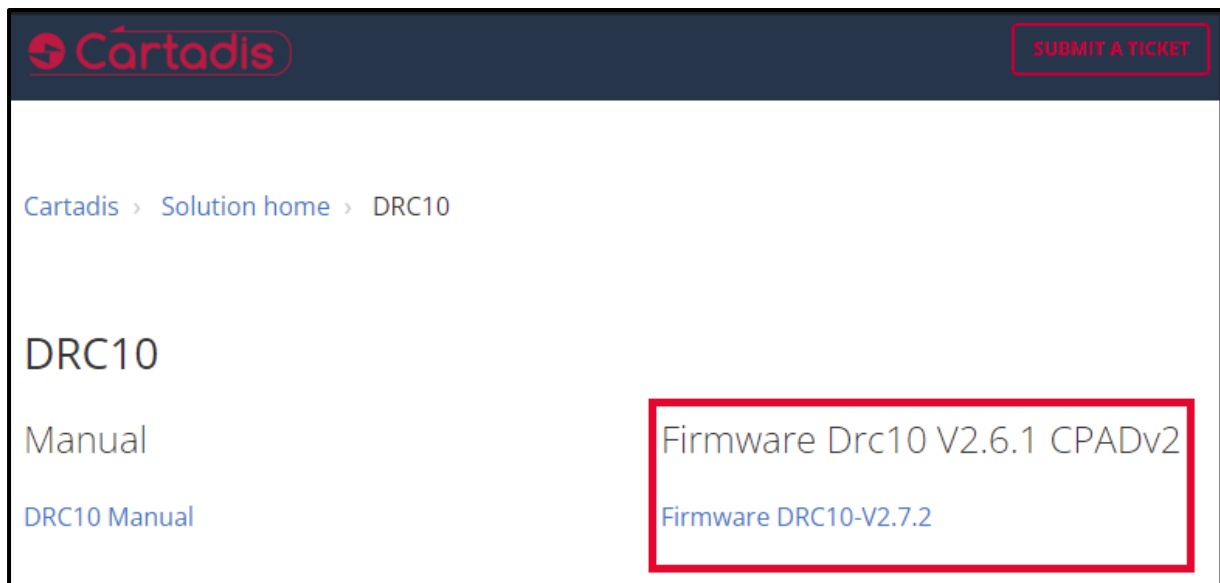 Cartadis
SUBMIT A TICKET
Cartadis › Solution home › DRC10
DRC10
Manual
DRC10 Manual
Firmware Drc10 V2.6.1 CPADv2
Firmware DRC10-V2.7.2